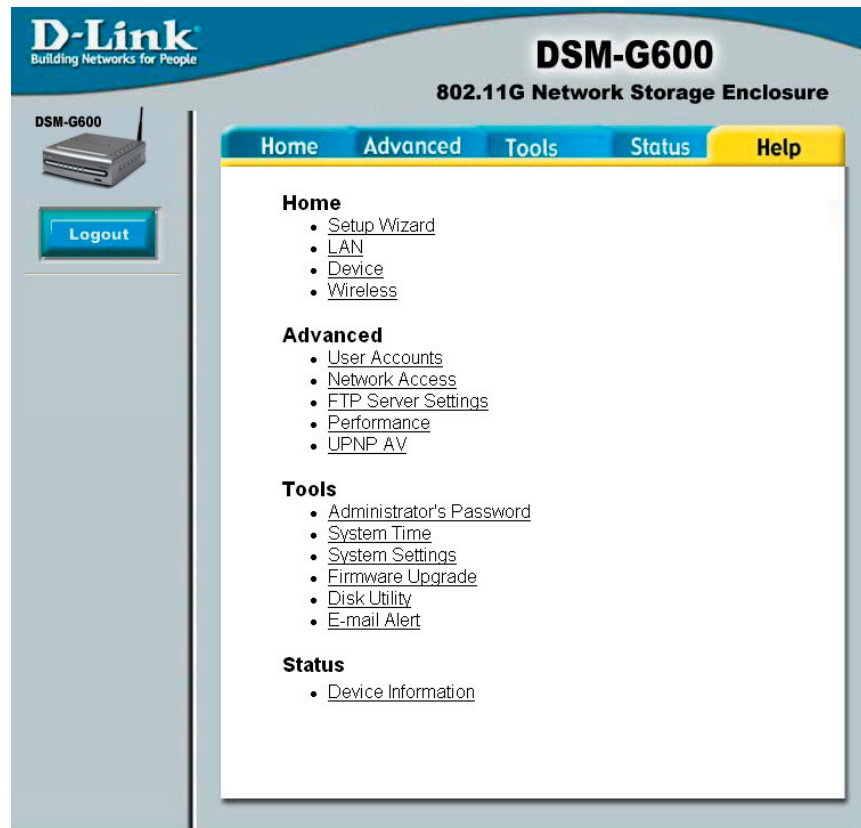 D-Link
Building Networks for People
DSM-G600
802.11G Network Storage Enclosure
DSM-G600
Logout
Home Advanced Tools Status Help
Home
• Setup Wizard
• LAN
• Device
• Wireless
Advanced
• User Accounts
• Network Access
• FTP Server Settings
• Performance
• UPNP AV
Tools
• Administrator's Password
• System Time
• System Settings
• Firmware Upgrade
• Disk Utility
• E-mail Alert
Status
• Device Information